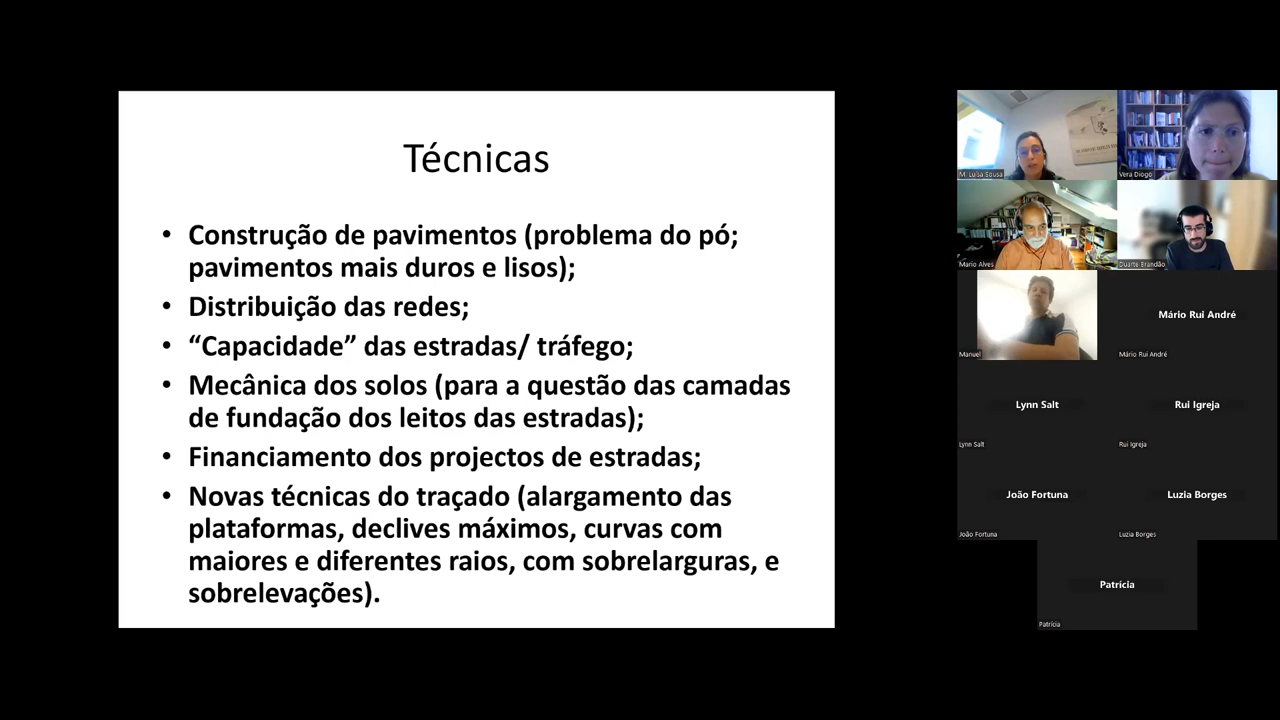 Técnicas
• Construção de pavimentos (problema do pó;
pavimentos mais duros e lisos);
• Distribuição das redes;
• “Capacidade” das estradas/ tráfego;
• Mecânica dos solos (para a questão das camadas
de fundação dos leitos das estradas);
• Financiamento dos projectos de estradas;
• Novas técnicas do traçado (alargamento das
plataformas, declives máximos, curvas com
maiores e diferentes raios, com sobrelarguras, e
sobrelevações).
M. Luísa Sousa
Vera Diogo
Mario Alves
Duarte Brandão
Manuel
Mário Rui André
Mário Rui André
Lynn Salt
Lynn Salt
Rui Igreja
Rui Igreja
João Fortuna
João Fortuna
Luzia Borges
Luzia Borges
Patrícia
Patrícia